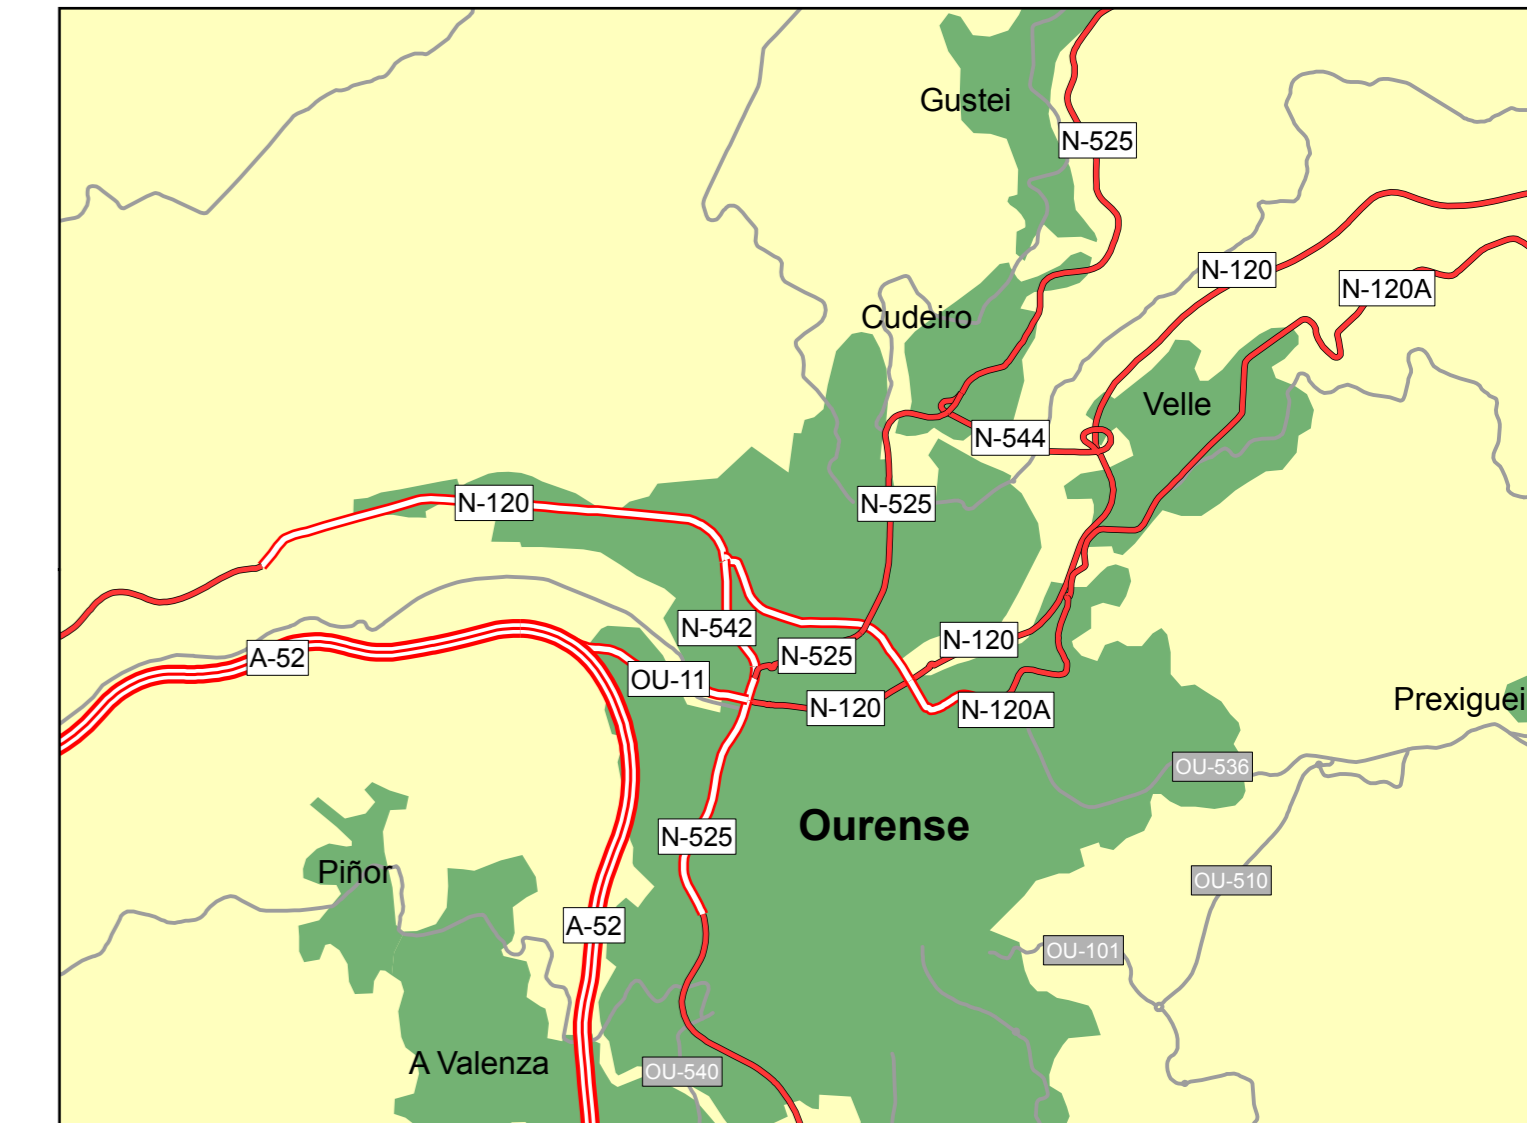 Gustei
N-525
N-120
N-120A
Cudeiro
Velle
N-544
N-120
N-525
N-542
N-525
N-120
A-52
OU-11
N-120
N-120A
Prexiguei
OU-536
Ourense
N-525
Piñor
OU-510
A-52
OU-101
A Valenza
OU-540